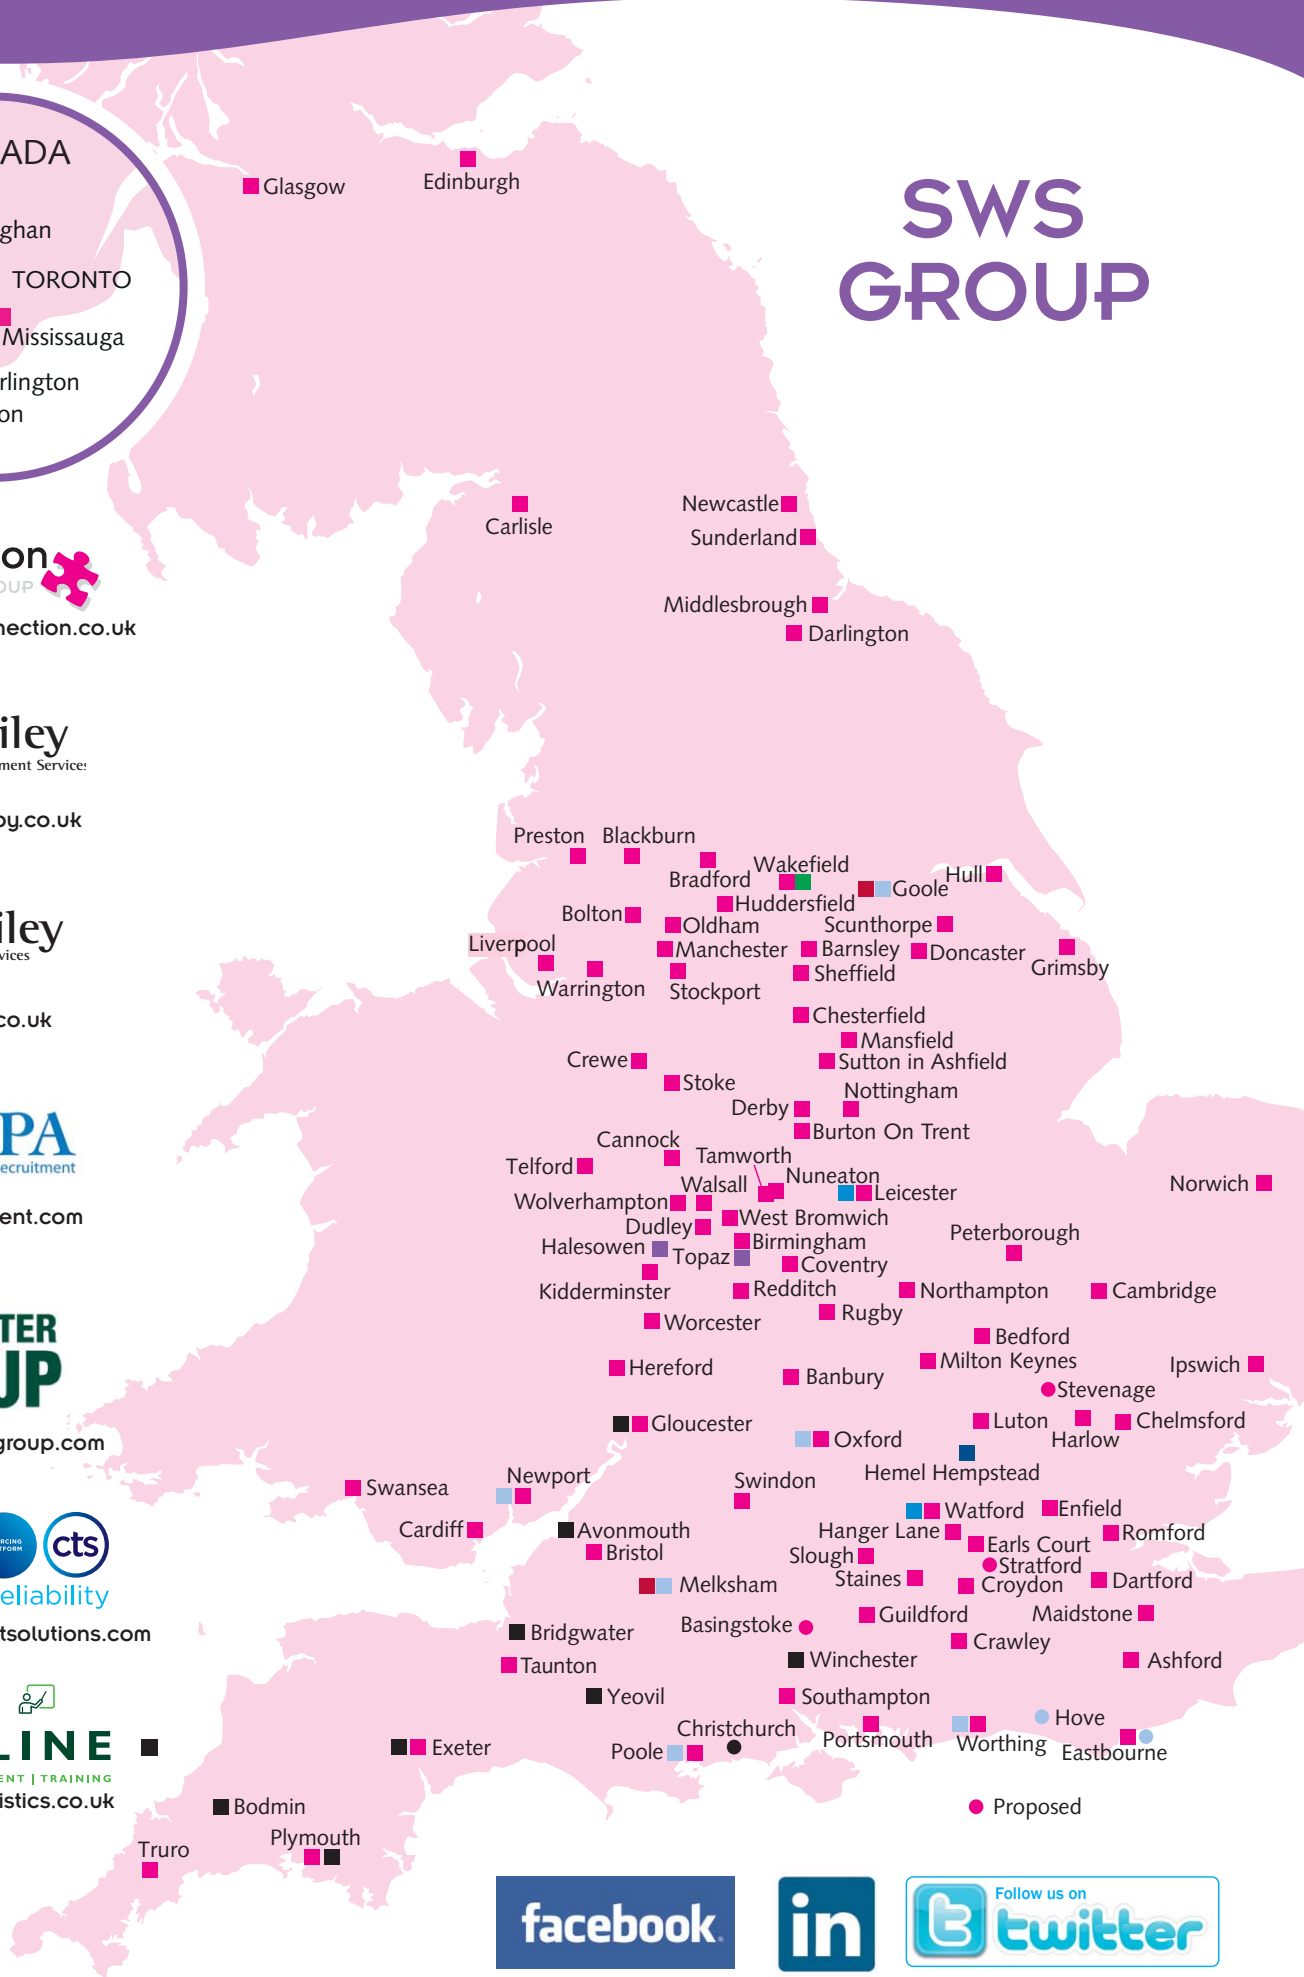 SWS
GROUP
ADA
ghan
TORONTO
Mississauga
rlington
on
on
OUP
nection.co.uk
iley
ment Services
by.co.uk
iley
vices
co.uk
PA
ecruitment
ent.com
TER
UP
group.com
RCING
TFORM
cts
eliability
tsolutions.com
LINE
ENT | TRAINING
istics.co.uk
Glasgow
Edinburgh
Carlisle
Newcastle
Sunderland
Middlesbrough
Darlington
Preston
Blackburn
Bradford
Wakefield
Goole
Hull
Huddersfield
Bolton
Oldham
Scunthorpe
Liverpool
Manchester
Barnsley
Doncaster
Grimsby
Warrington
Stockport
Sheffield
Chesterfield
Mansfield
Crewe
Sutton in Ashfield
Stoke
Nottingham
Derby
Burton On Trent
Cannock
Tamworth
Telford
Nuneaton
Walsall
Leicester
Norwich
Wolverhampton
West Bromwich
Dudley
Peterborough
Halesowen
Birmingham
Topaz
Coventry
Kidderminster
Redditch
Northampton
Cambridge
Rugby
Worcester
Bedford
Milton Keynes
Hereford
Banbury
Ipswich
Stevenage
Gloucester
Luton
Harlow
Chelmsford
Oxford
Hemel Hempstead
Newport
Swindon
Swansea
Watford
Enfield
Cardiff
Avonmouth
Hanger Lane
Romford
Bristol
Slough
Earls Court
Stratford
Melksham
Staines
Croydon
Dartford
Basingstoke
Guildford
Maidstone
Bridgwater
Crawley
Winchester
Ashford
Taunton
Yeovil
Southampton
Christchurch
Portsmouth
Hove
Worthing
Eastbourne
Exeter
Poole
Bodmin
Plymouth
Truro
Proposed
facebook
in
Follow us on
t twitter